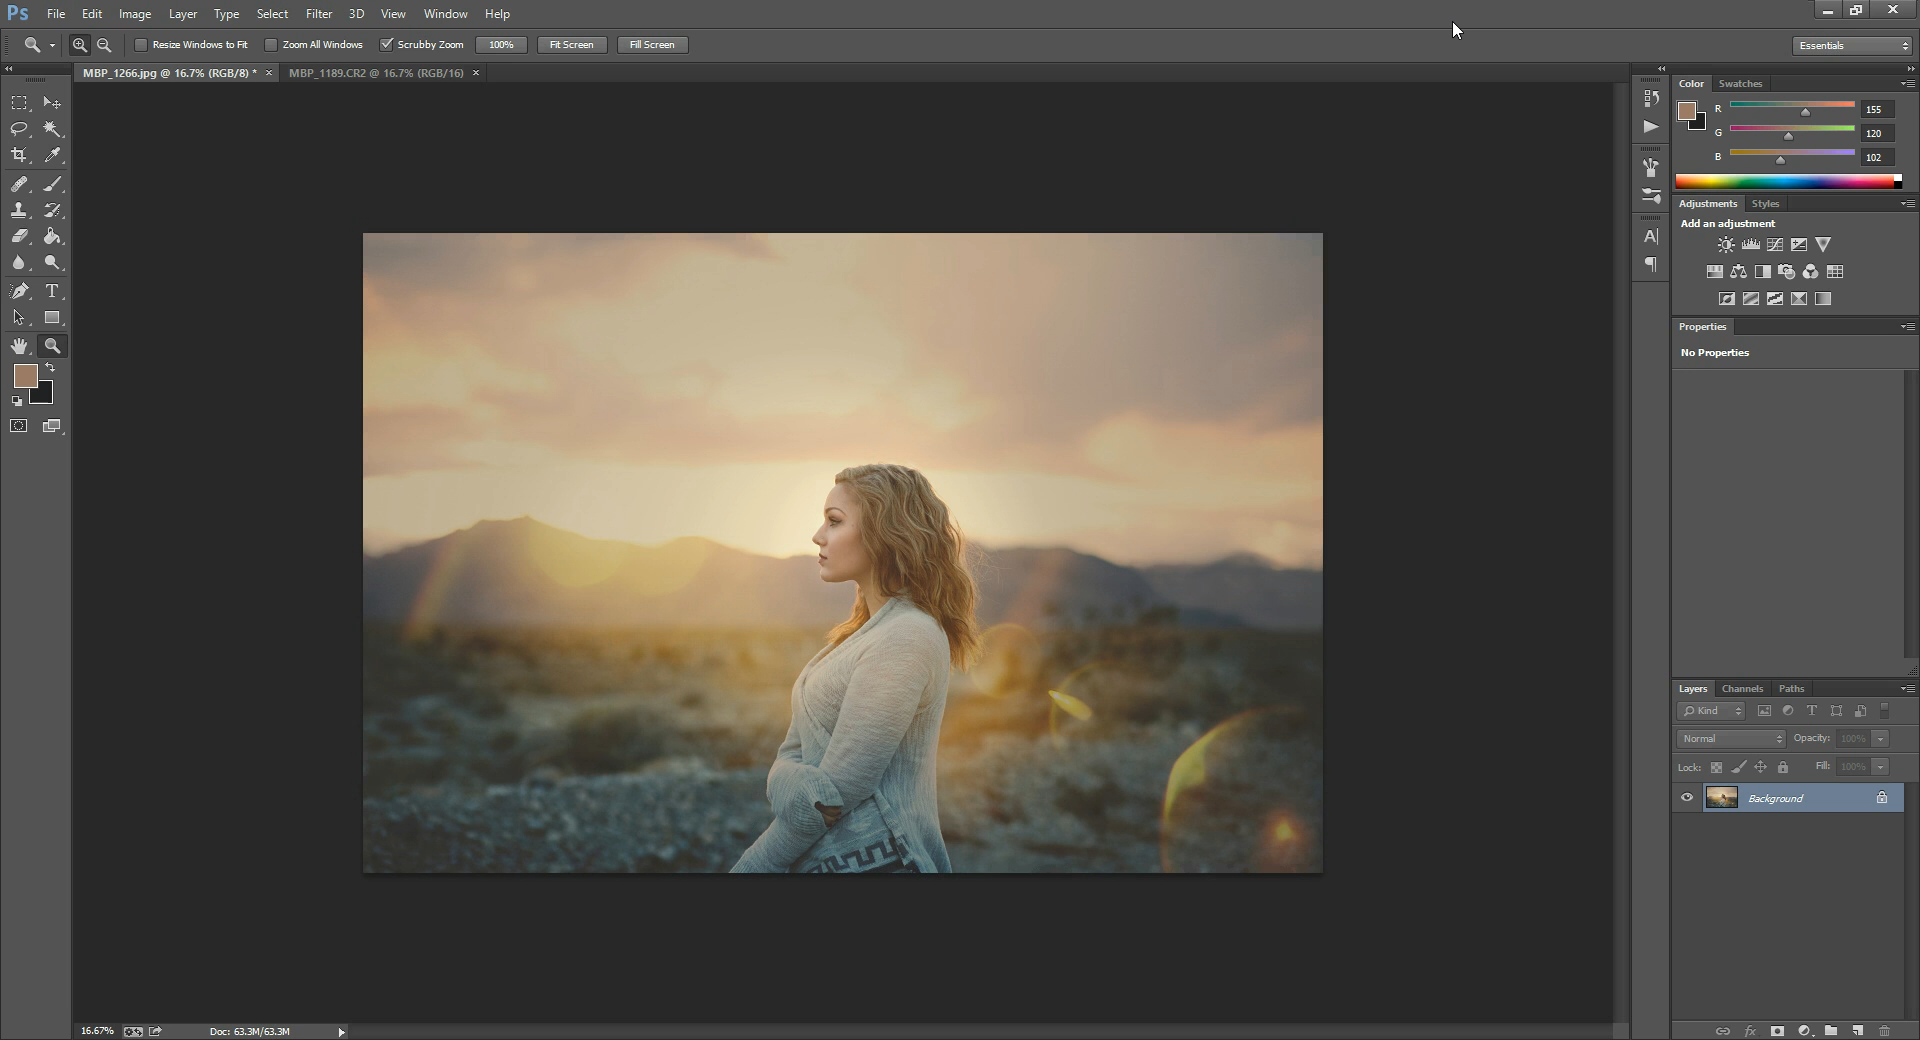 Ps File Edit Image Layer Type Select Filter 3D View Window Help
Resize Windows to Fit Zoom All Windows Scrubby Zoom 100% Fit Screen Fill Screen Essentials
MBP_1266.jpg @ 16.7% (RGB/8) * × MBP_1189.CR2 @ 16.7% (RGB/16) ×
Color Swatches
R 155
G 120
B 102
Adjustments Styles
Add an adjustment
Properties
No Properties
Layers Channels Paths
Kind
Normal Opacity: 100%
Lock: Fill: 100%
Background
16.67% Doc: 63.3M/63.3M